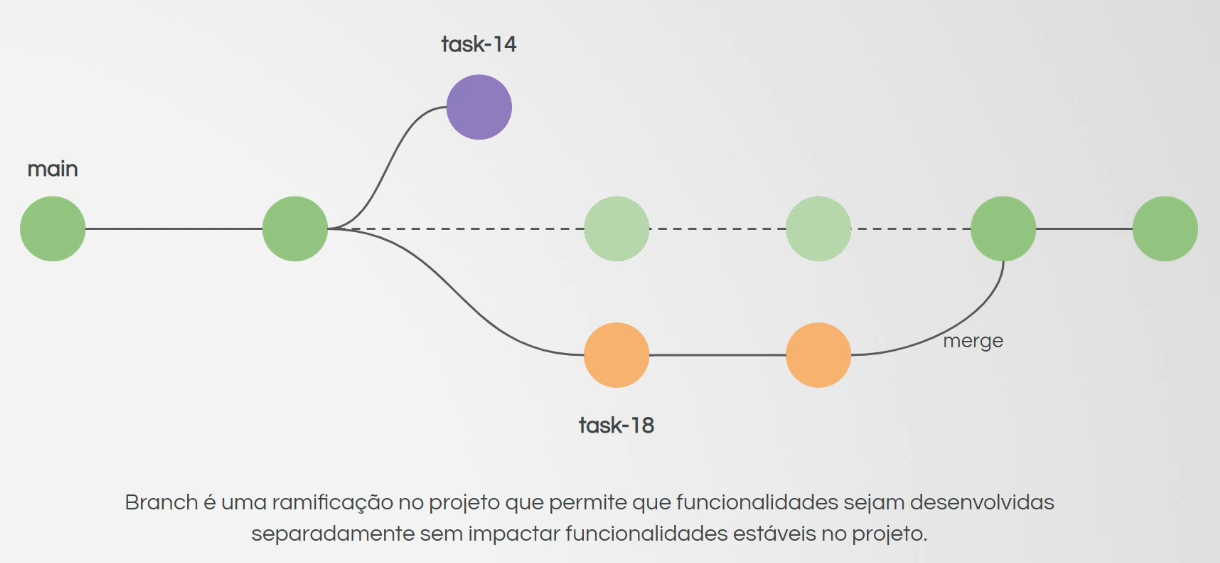 task-14
main
merge
task-18
Branch é uma ramificação no projeto que permite que funcionalidades sejam desenvolvidas
separadamente sem impactar funcionalidades estáveis no projeto.